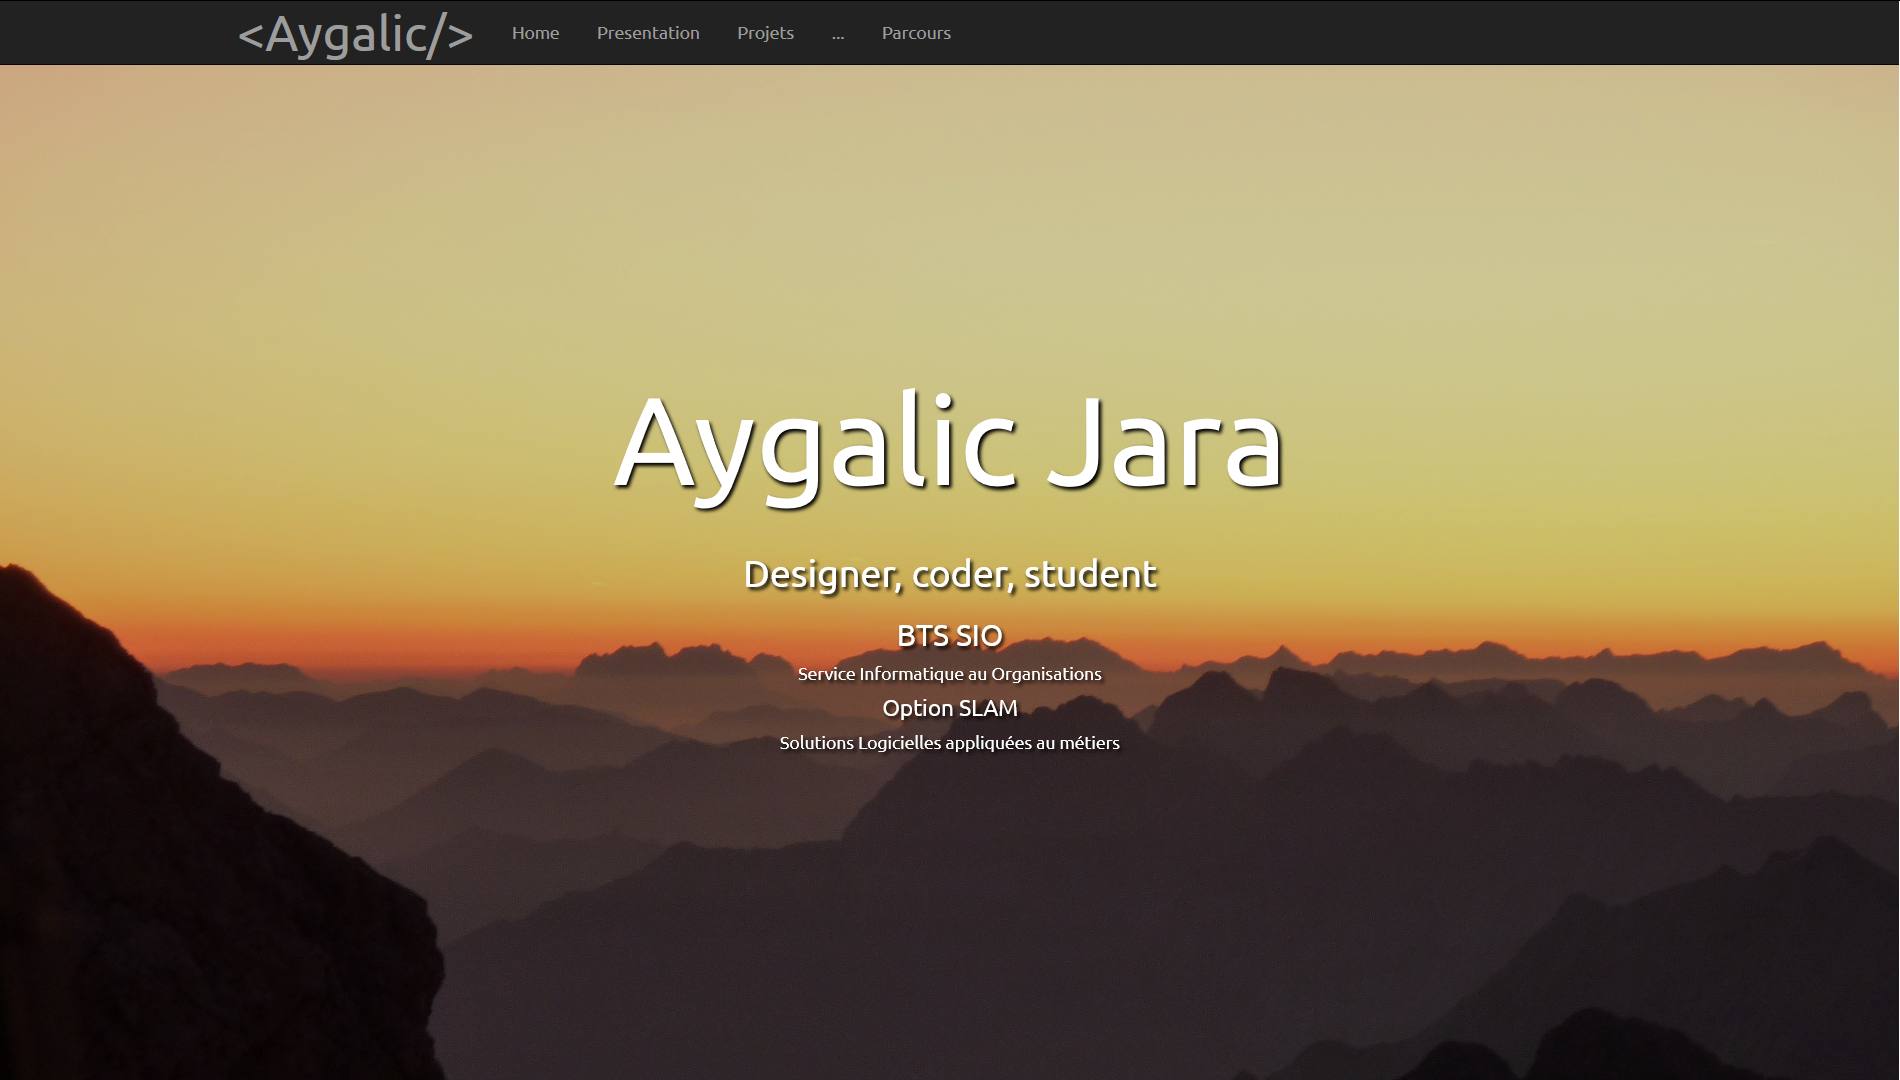 <Aygalic/> Home Presentation Projets ... Parcours
Aygalic Jara
Designer, coder, student
BTS SIO
Service Informatique au Organisations
Option SLAM
Solutions Logicielles appliquées au métiers